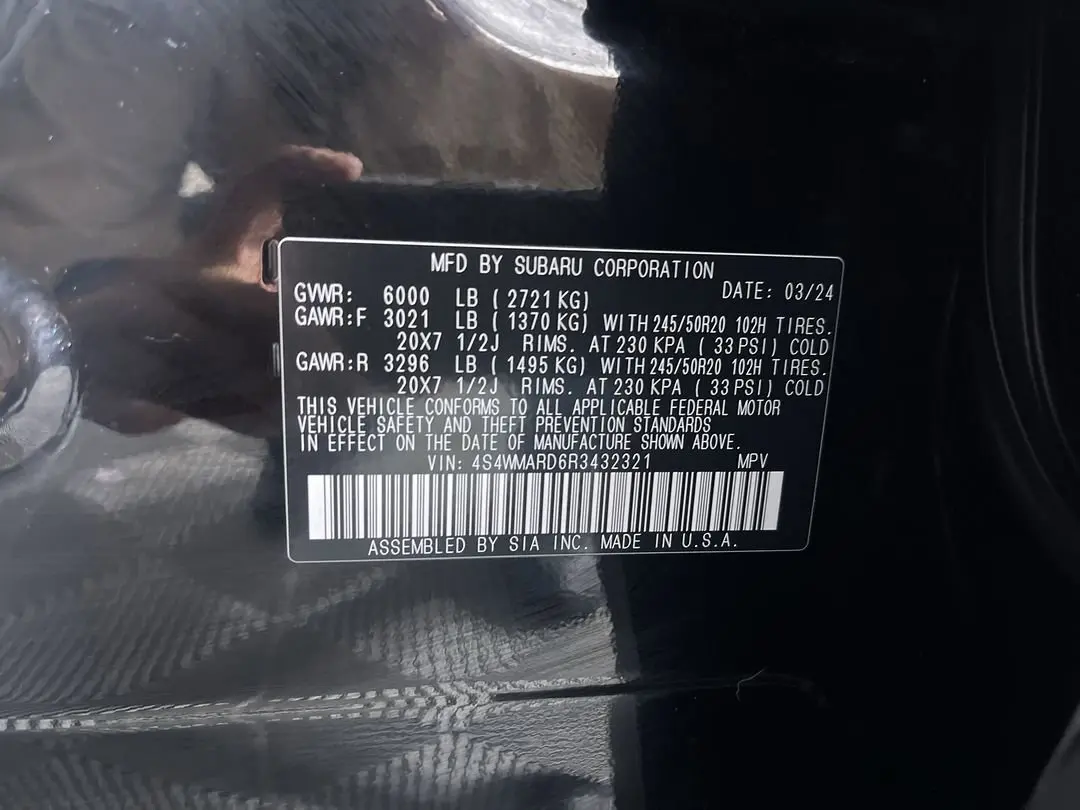 MFD BY SUBARU CORPORATION
DATE: 03/24
GVWR: 6000 LB ( 2721 KG)
GAWR:F 3021 LB ( 1370 KG) WITH 245/50R20 102H TIRES.
20X7 1/2J RIMS. AT 230 KPA ( 33 PSI) COLD
GAWR:R 3296 LB ( 1495 KG) WITH 245/50R20 102H TIRES.
20X7 1/2J RIMS. AT 230 KPA ( 33 PSI) COLD
THIS VEHICLE CONFORMS TO ALL APPLICABLE FEDERAL MOTOR
VEHICLE SAFETY AND THEFT PREVENTION STANDARDS
IN EFFECT ON THE DATE OF MANUFACTURE SHOWN ABOVE.
VIN: 4S4WMARD6R3432321 MPV
ASSEMBLED BY SIA INC. MADE IN U.S.A.